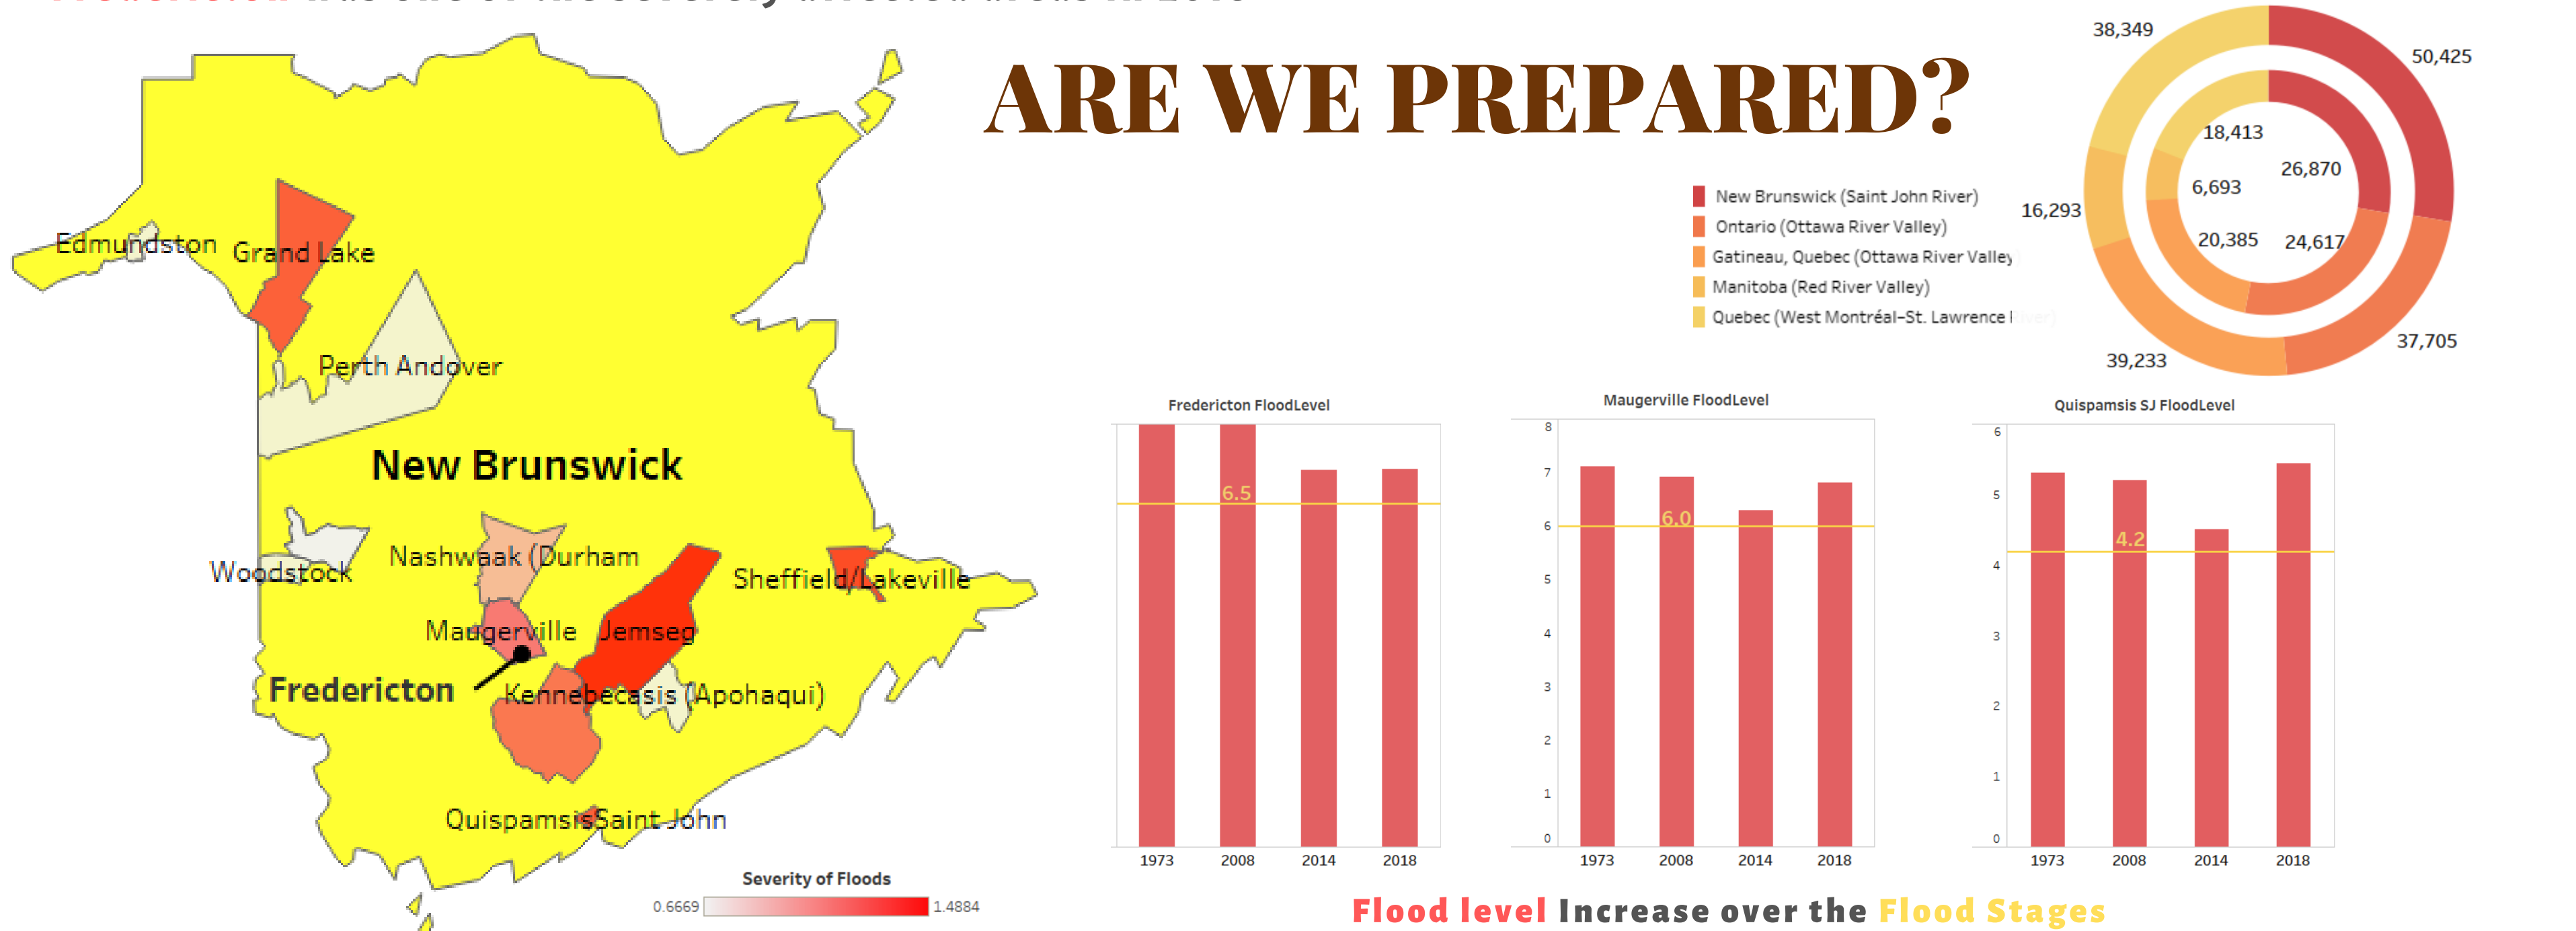 ARE WE PREPARED?
Edmundston
Grand Lake
Perth Andover
New Brunswick
Woodstock
Nashwaak (Durham
Maugerville
Jemseg
Sheffield/Lakeville
Fredericton
Kennebecasis (Apohaqui)
Quispamsis
Saint John
Severity of Floods
0.6669
1.4884
New Brunswick (Saint John River)
Ontario (Ottawa River Valley)
Gatineau, Quebec (Ottawa River Valley
Manitoba (Red River Valley)
Quebec (West Montréal–St. Lawrence River)
38,349
50,425
18,413
26,870
6,693
16,293
20,385
24,617
37,705
39,233
Fredericton FloodLevel
6.5
1973 2008 2014 2018
Maugerville FloodLevel
8
7
6
5
4
3
2
1
0
6.0
1973 2008 2014 2018
Quispamsis SJ FloodLevel
6
5
4
3
2
1
0
4.2
1973 2008 2014 2018
Flood level Increase over the Flood Stages